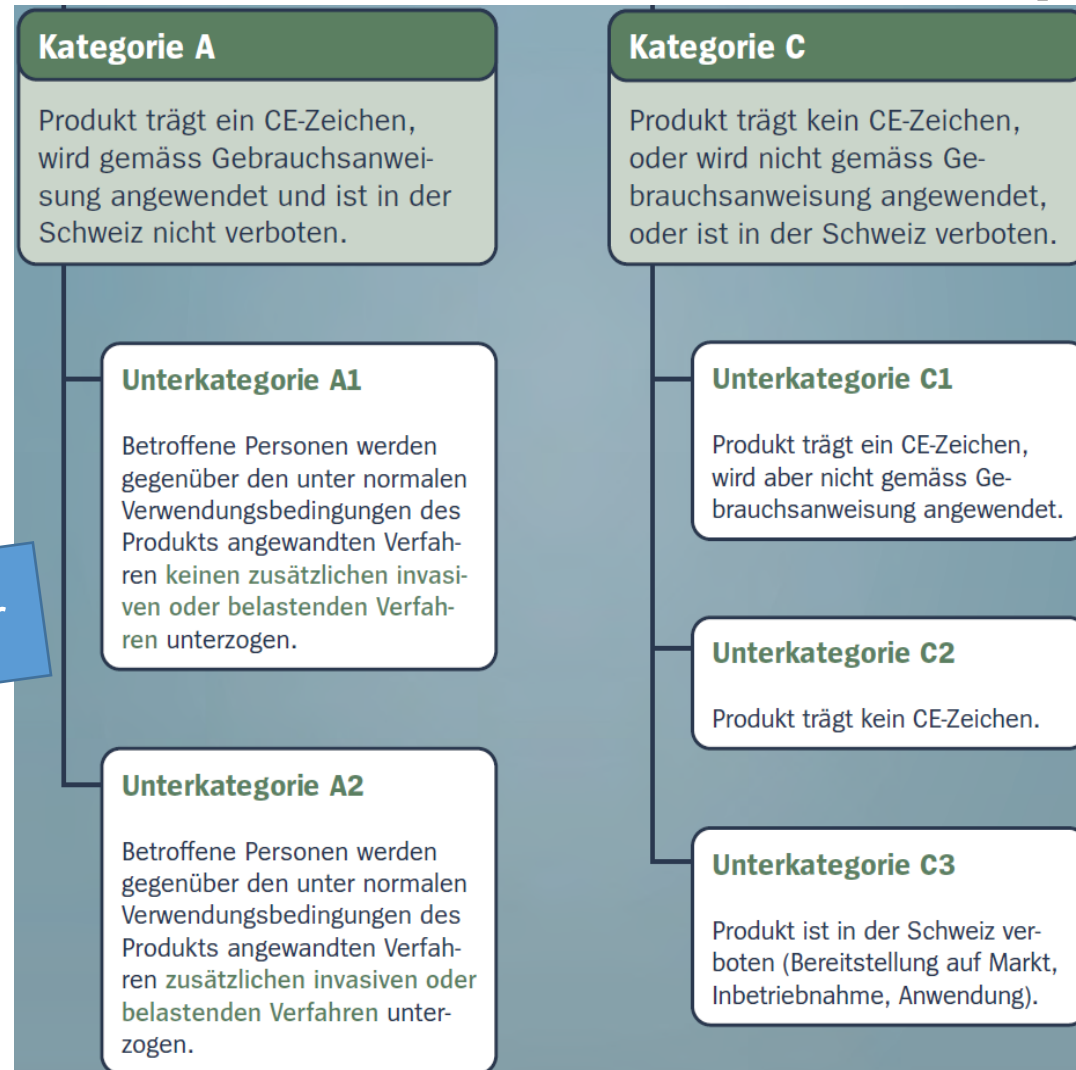 Kategorie A
Produkt trägt ein CE-Zeichen,
wird gemäss Gebrauchsanwei-
sung angewendet und ist in der
Schweiz nicht verboten.
Unterkategorie A1
Betroffene Personen werden
gegenüber den unter normalen
Verwendungsbedingungen des
Produkts angewandten Verfah-
ren keinen zusätzlichen invasi-
ven oder belastenden Verfah-
ren unterzogen.
Unterkategorie A2
Betroffene Personen werden
gegenüber den unter normalen
Verwendungsbedingungen des
Produkts angewandten Verfah-
ren zusätzlichen invasiven oder
belastenden Verfahren unter-
zogen.
Kategorie C
Produkt trägt kein CE-Zeichen,
oder wird nicht gemäss Ge-
brauchsanweisung angewendet,
oder ist in der Schweiz verboten.
Unterkategorie C1
Produkt trägt ein CE-Zeichen,
wird aber nicht gemäss Ge-
brauchsanweisung angewendet.
Unterkategorie C2
Produkt trägt kein CE-Zeichen.
Unterkategorie C3
Produkt ist in der Schweiz ver-
boten (Bereitstellung auf Markt,
Inbetriebnahme, Anwendung).